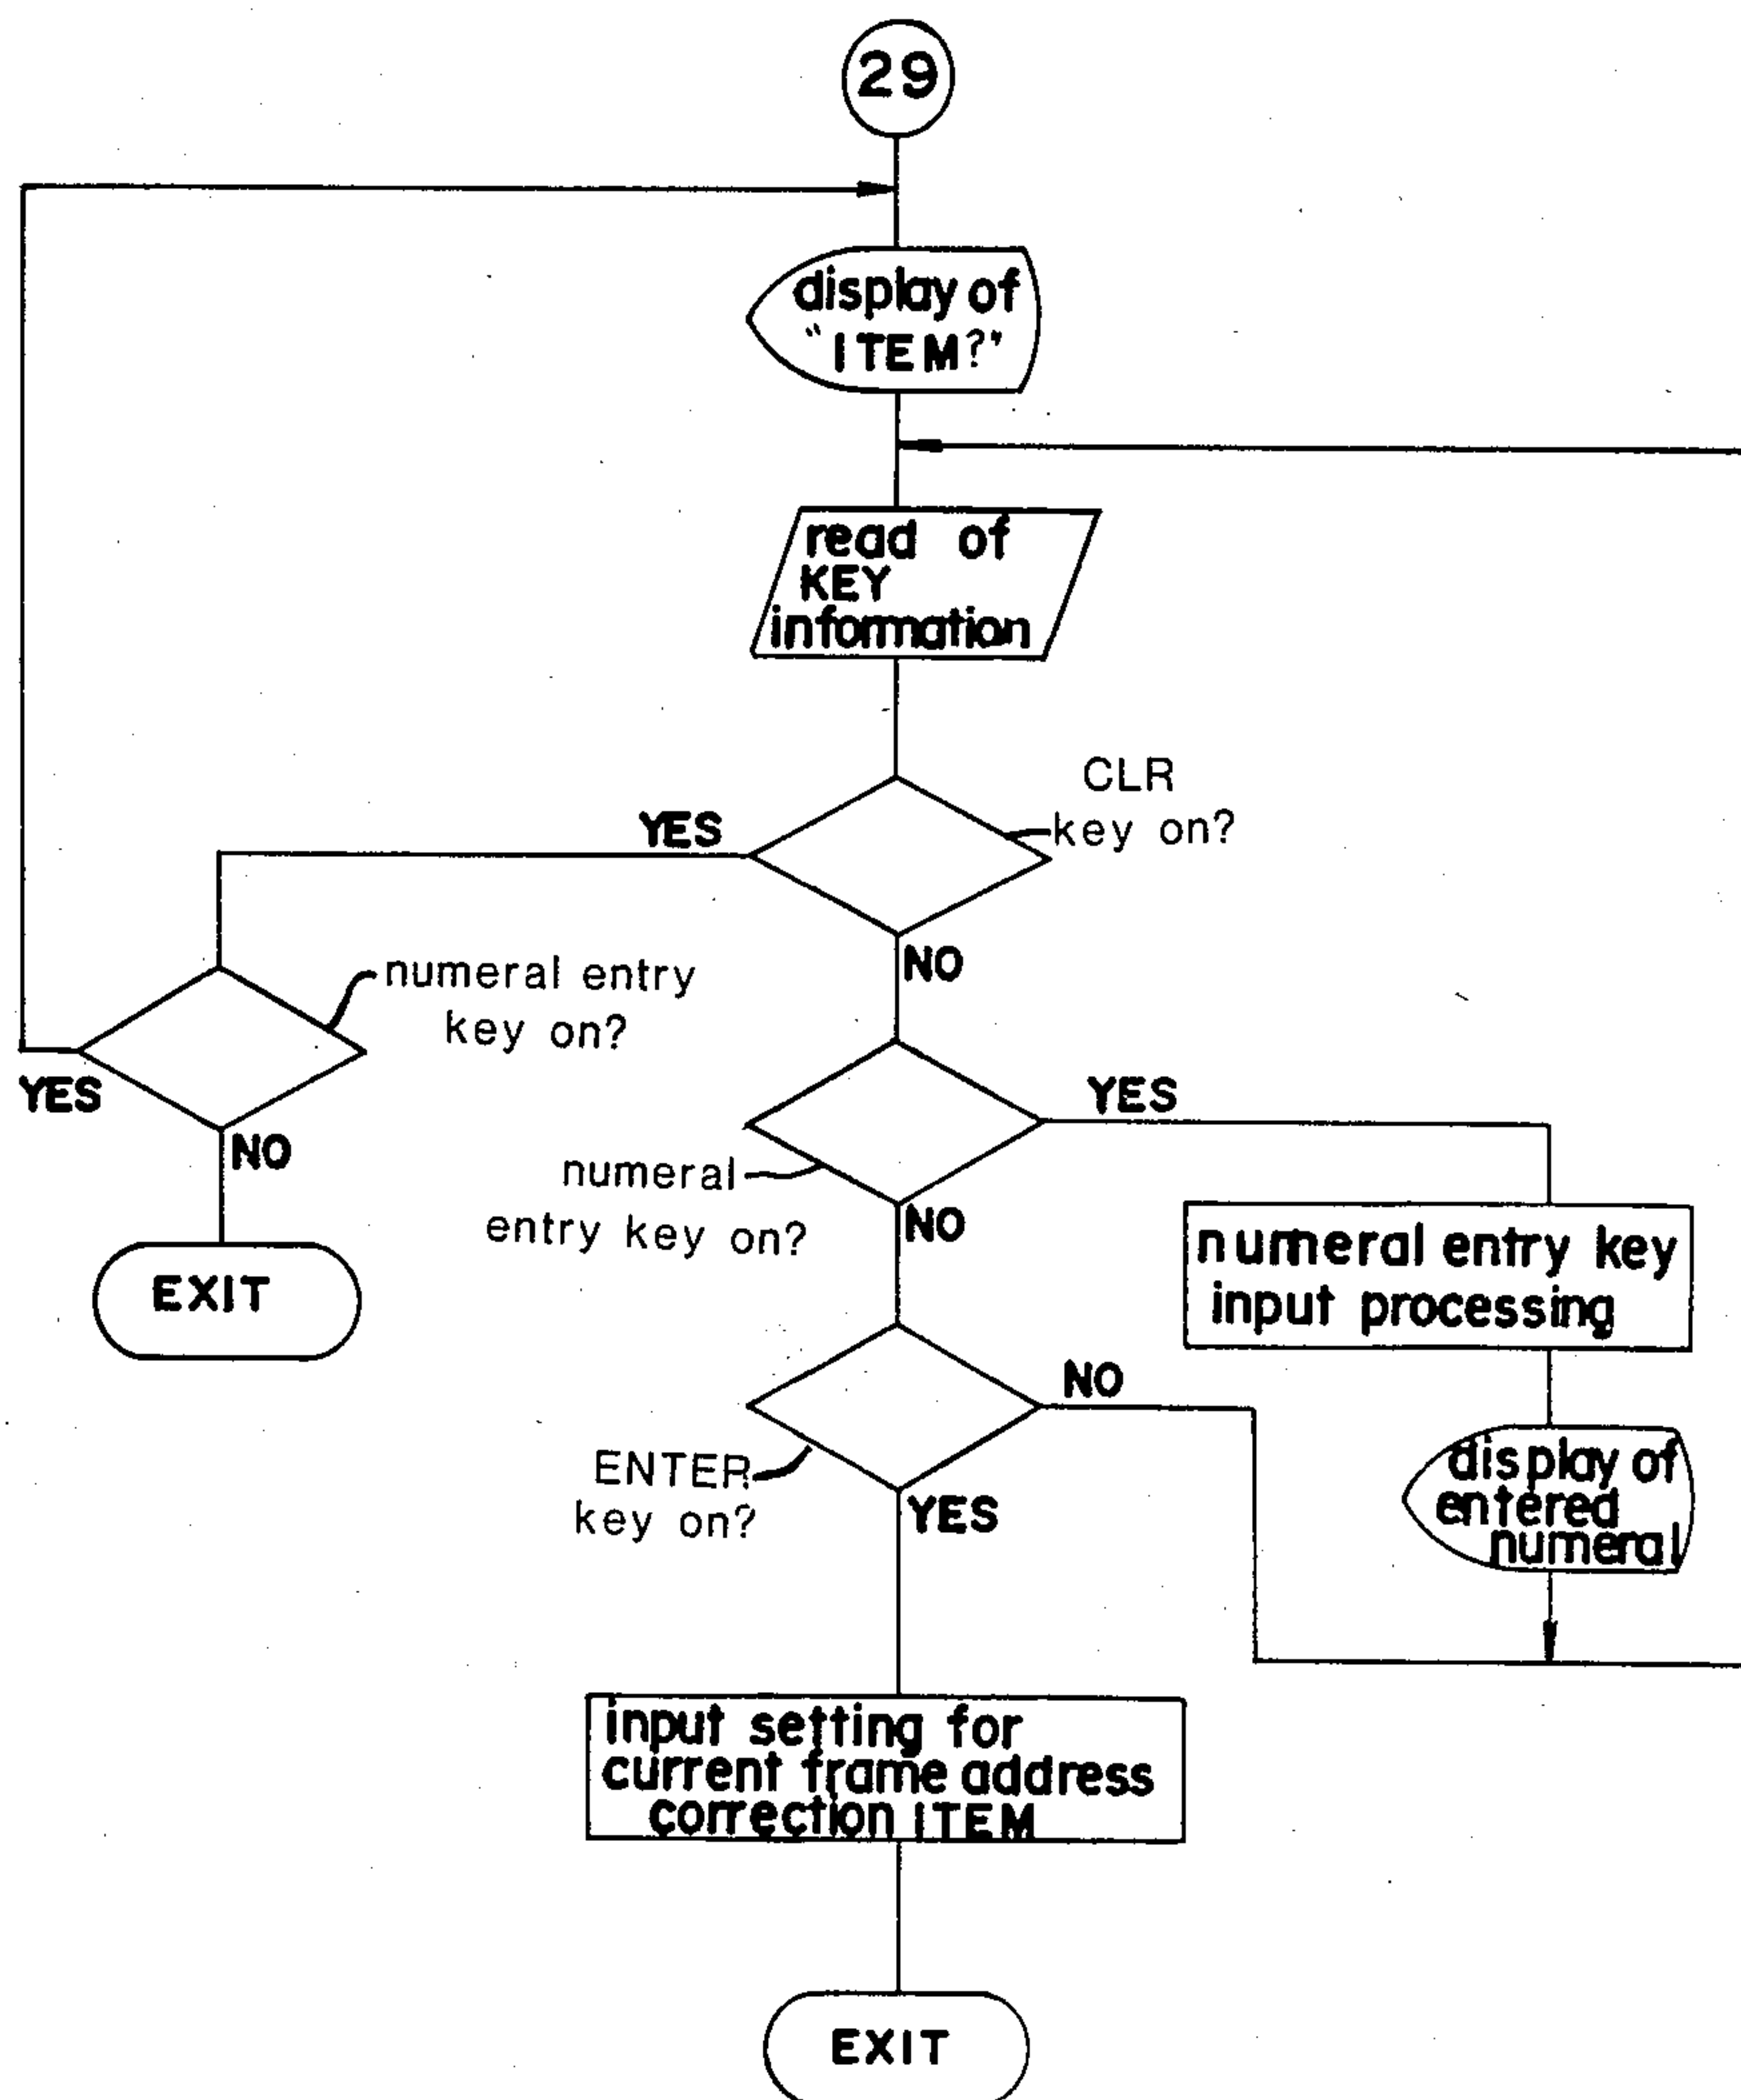 29
display of
"ITEM?"
read of
KEY
information
CLR
key on?
YES
NO
numeral entry
key on?
YES
NO
EXIT
numeral
entry key on?
YES
NO
numeral entry key
input processing
display of
entered
numeral
ENTER
key on?
NO
YES
input setting for
current frame address
correction ITEM
EXIT